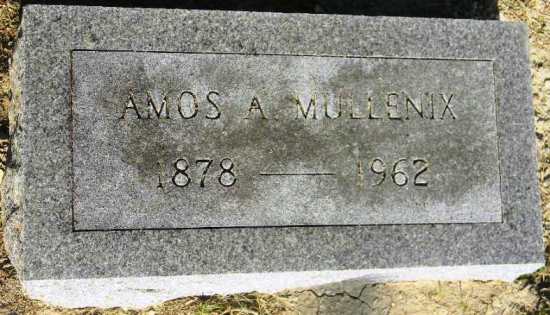 AMOS A. MULLENIX
1878 — 1962